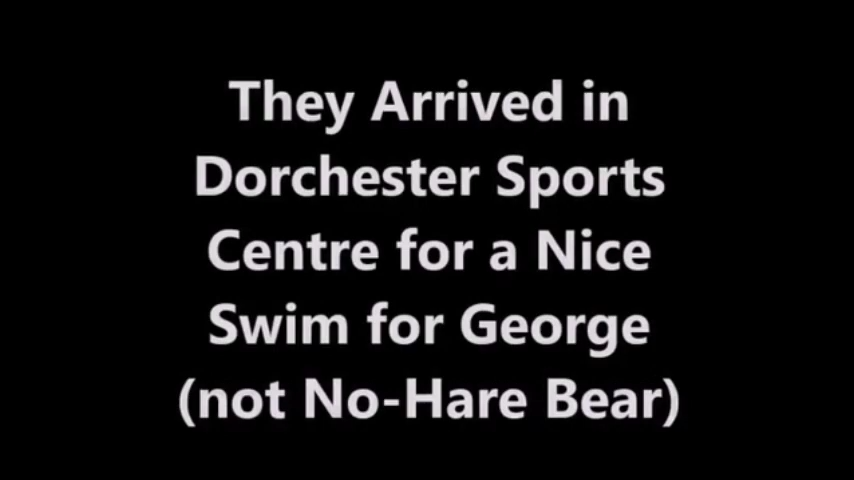 They Arrived in
Dorchester Sports
Centre for a Nice
Swim for George
(not No-Hare Bear)